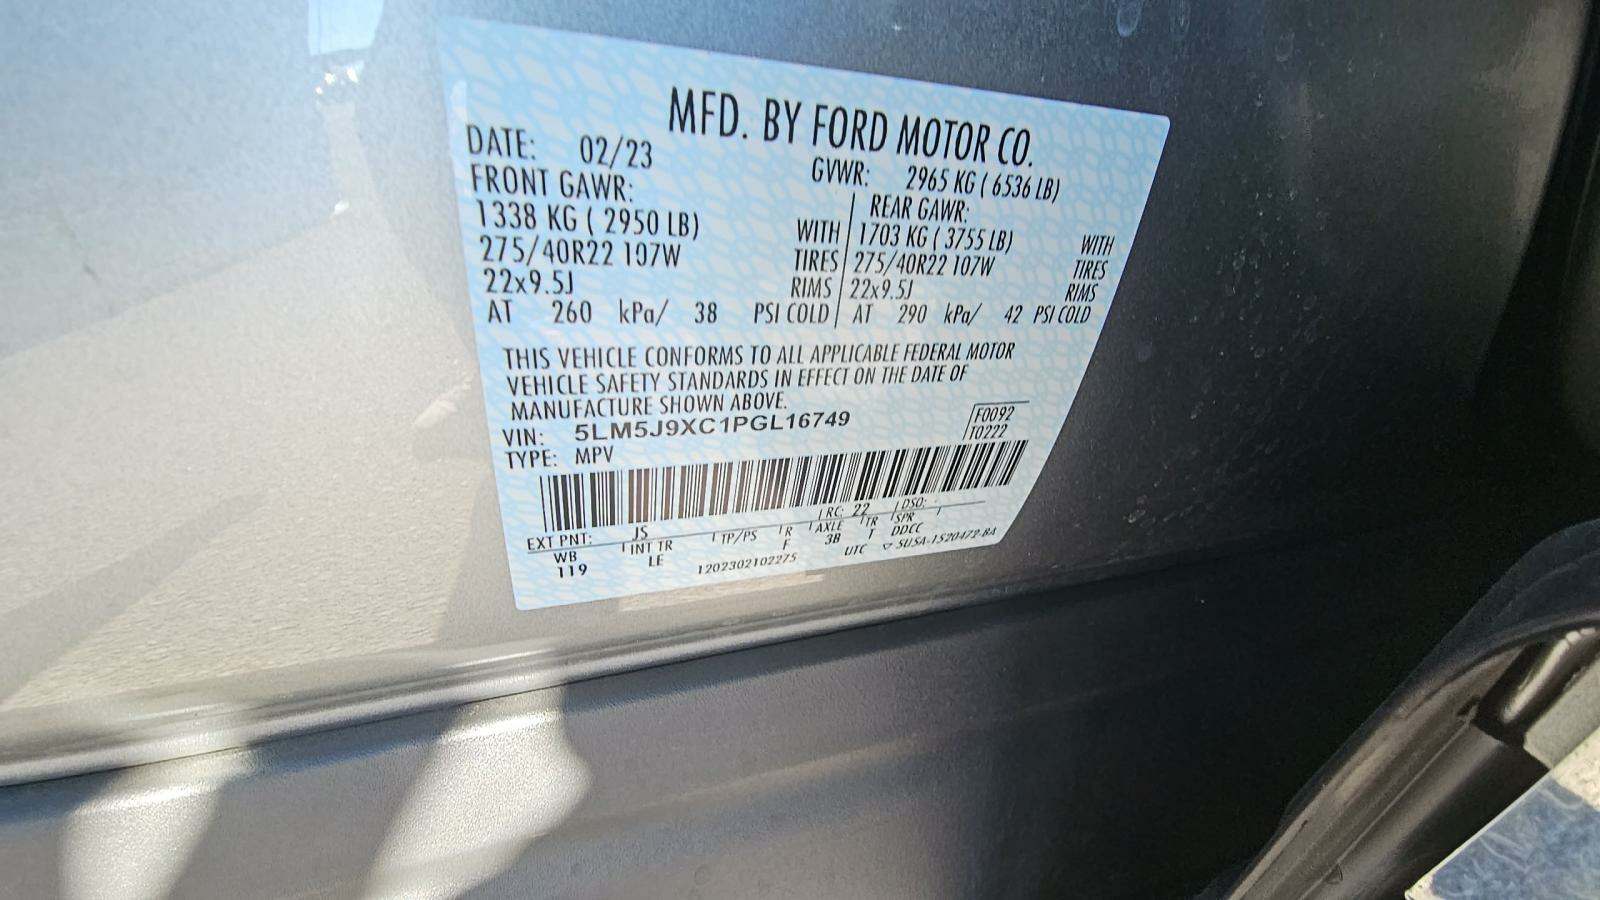 MFD. BY FORD MOTOR CO.
DATE: 02/23 GVWR: 2965 KG ( 6536 LB)
FRONT GAWR: REAR GAWR:
1338 KG ( 2950 LB) WITH 1703 KG ( 3755 LB) WITH
275/40R22 107W TIRES 275/40R22 107W TIRES
22x9.5J RIMS 22x9.5J RIMS
AT 260 kPa/ 38 PSI COLD AT 290 kPa/ 42 PSI COLD
THIS VEHICLE CONFORMS TO ALL APPLICABLE FEDERAL MOTOR
VEHICLE SAFETY STANDARDS IN EFFECT ON THE DATE OF
MANUFACTURE SHOWN ABOVE.
VIN: 5LM5J9XC1PGL16749 F0092
TYPE: MPV T0222
EXT PNT: JS RC: 22 DSO:
WB INT TR TP/PS R AXLE TR SPR
119 LE F 3B T DDCC
1202302102275 UTC ▽ SUSA-1520472-BA